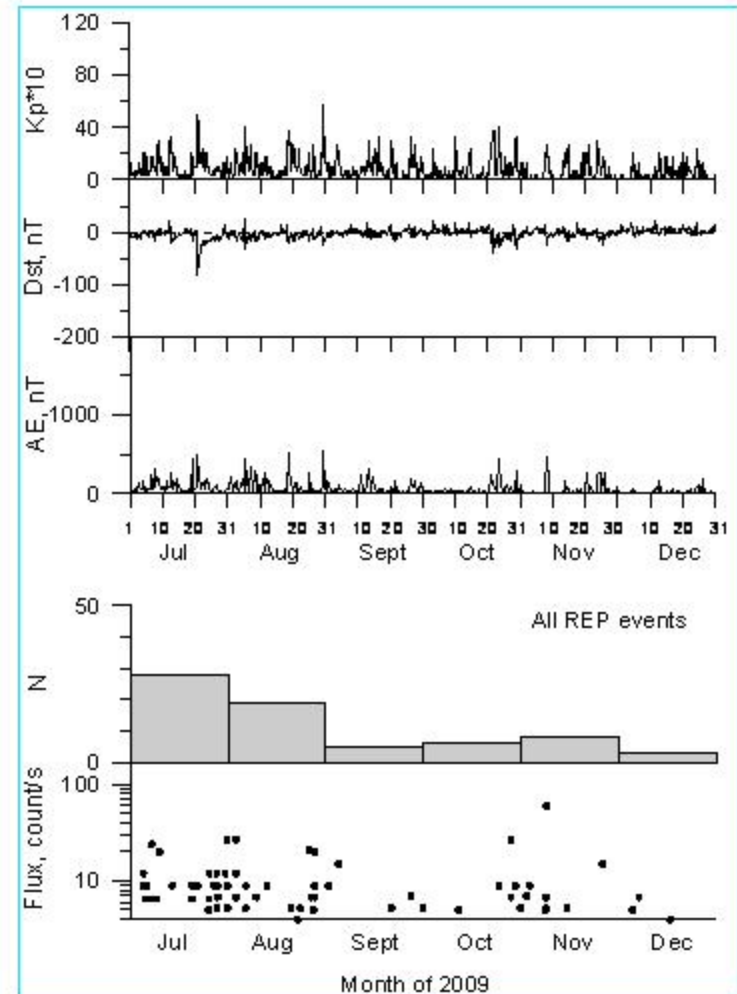 120
80
40
0
Kp*10
0
-100
-200
Dst, nT
-1000
0
AE, nT
1 10 20 31 10 20 31 10 20 30 10 20 31 10 20 30 10 20 31
Jul Aug Sept Oct Nov Dec
50
0
N
All REP events
100
10
Flux, count/s
Jul Aug Sept Oct Nov Dec
Month of 2009